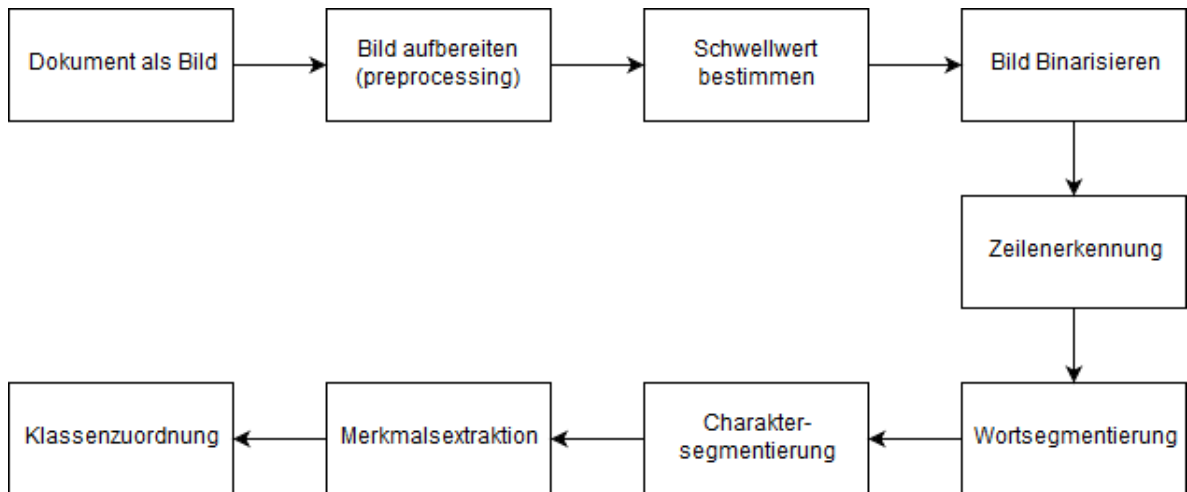 Dokument als Bild
Bild aufbereiten
(preprocessing)
Schwellwert
bestimmen
Bild Binarisieren
Zeilenerkennung
Wortsegmentierung
Charakter-
segmentierung
Merkmalsextraktion
Klassenzuordnung